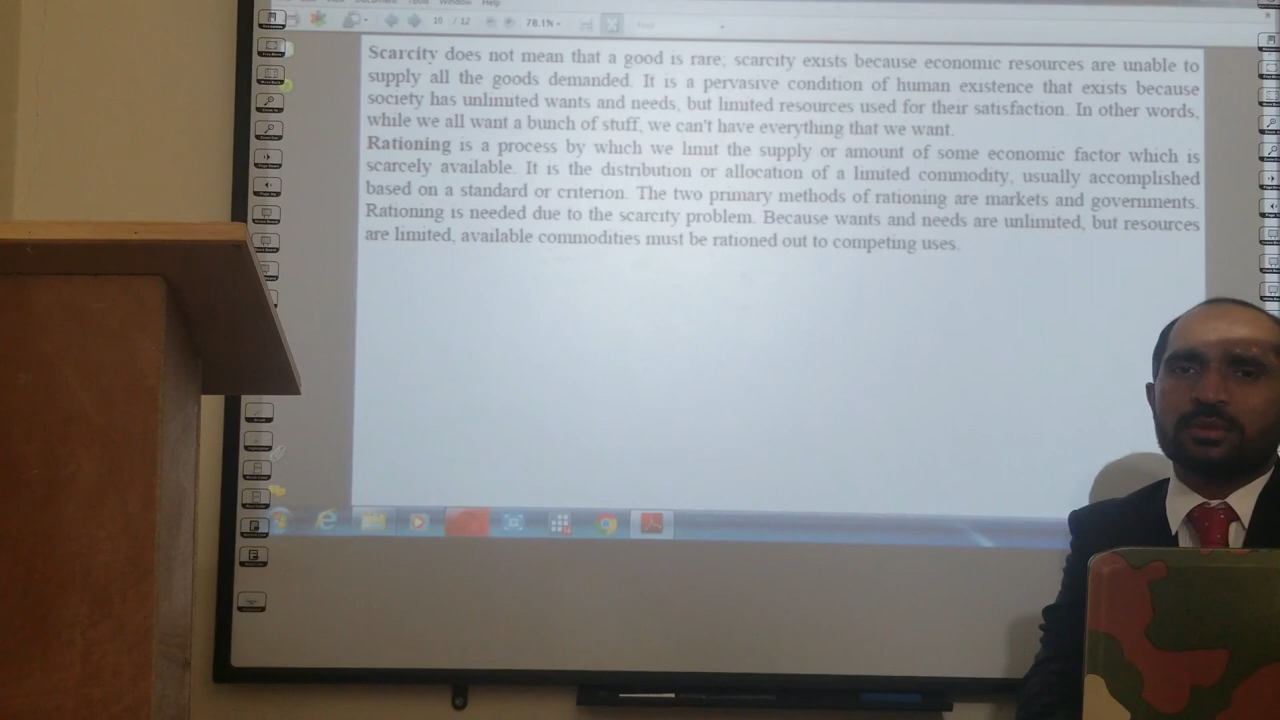 Window Help
10 / 12 78.1%
Scarcity does not mean that a good is rare; scarcity exists because economic resources are unable to
supply all the goods demanded. It is a pervasive condition of human existence that exists because
society has unlimited wants and needs, but limited resources used for their satisfaction. In other words,
while we all want a bunch of stuff, we can't have everything that we want.
Rationing is a process by which we limit the supply or amount of some economic factor which is
scarcely available. It is the distribution or allocation of a limited commodity, usually accomplished
based on a standard or criterion. The two primary methods of rationing are markets and governments.
Rationing is needed due to the scarcity problem. Because wants and needs are unlimited, but resources
are limited, available commodities must be rationed out to competing uses.